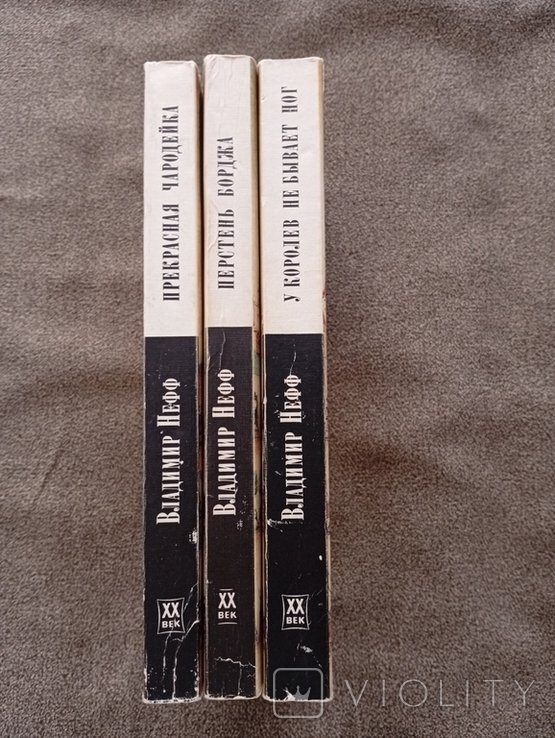 ПРЕКРАСНАЯ ЧАРОДЕЙКА
ВЛАДИМИР НЕФФ
XX
ВЕК
ПЕРСТЕНЬ БОРДЖА
ВЛАДИМИР НЕФФ
XX
ВЕК
У КОРОЛЕВ НЕ БЫВАЕТ НОГ
ВЛАДИМИР НЕФФ
XX
ВЕК
VIOLITY